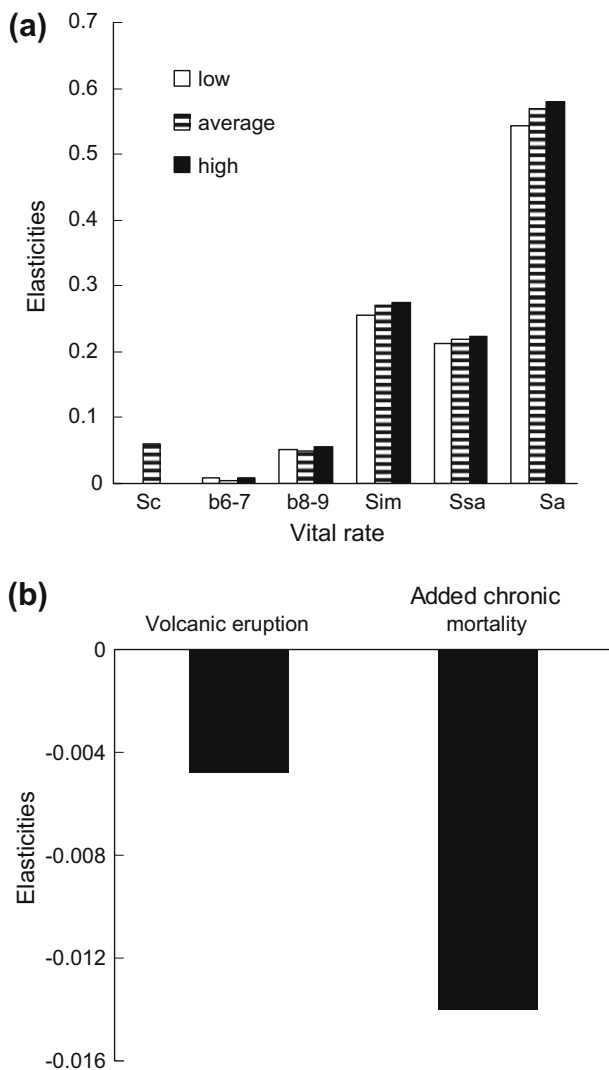 (a)
0.7
0.6
0.5
0.4
0.3
0.2
0.1
0
Elasticities
low
average
high
Sc b6-7 b8-9 Sim Ssa Sa
Vital rate
(b)
Volcanic eruption
Added chronic
mortality
0
-0.004
-0.008
-0.012
-0.016
Elasticities